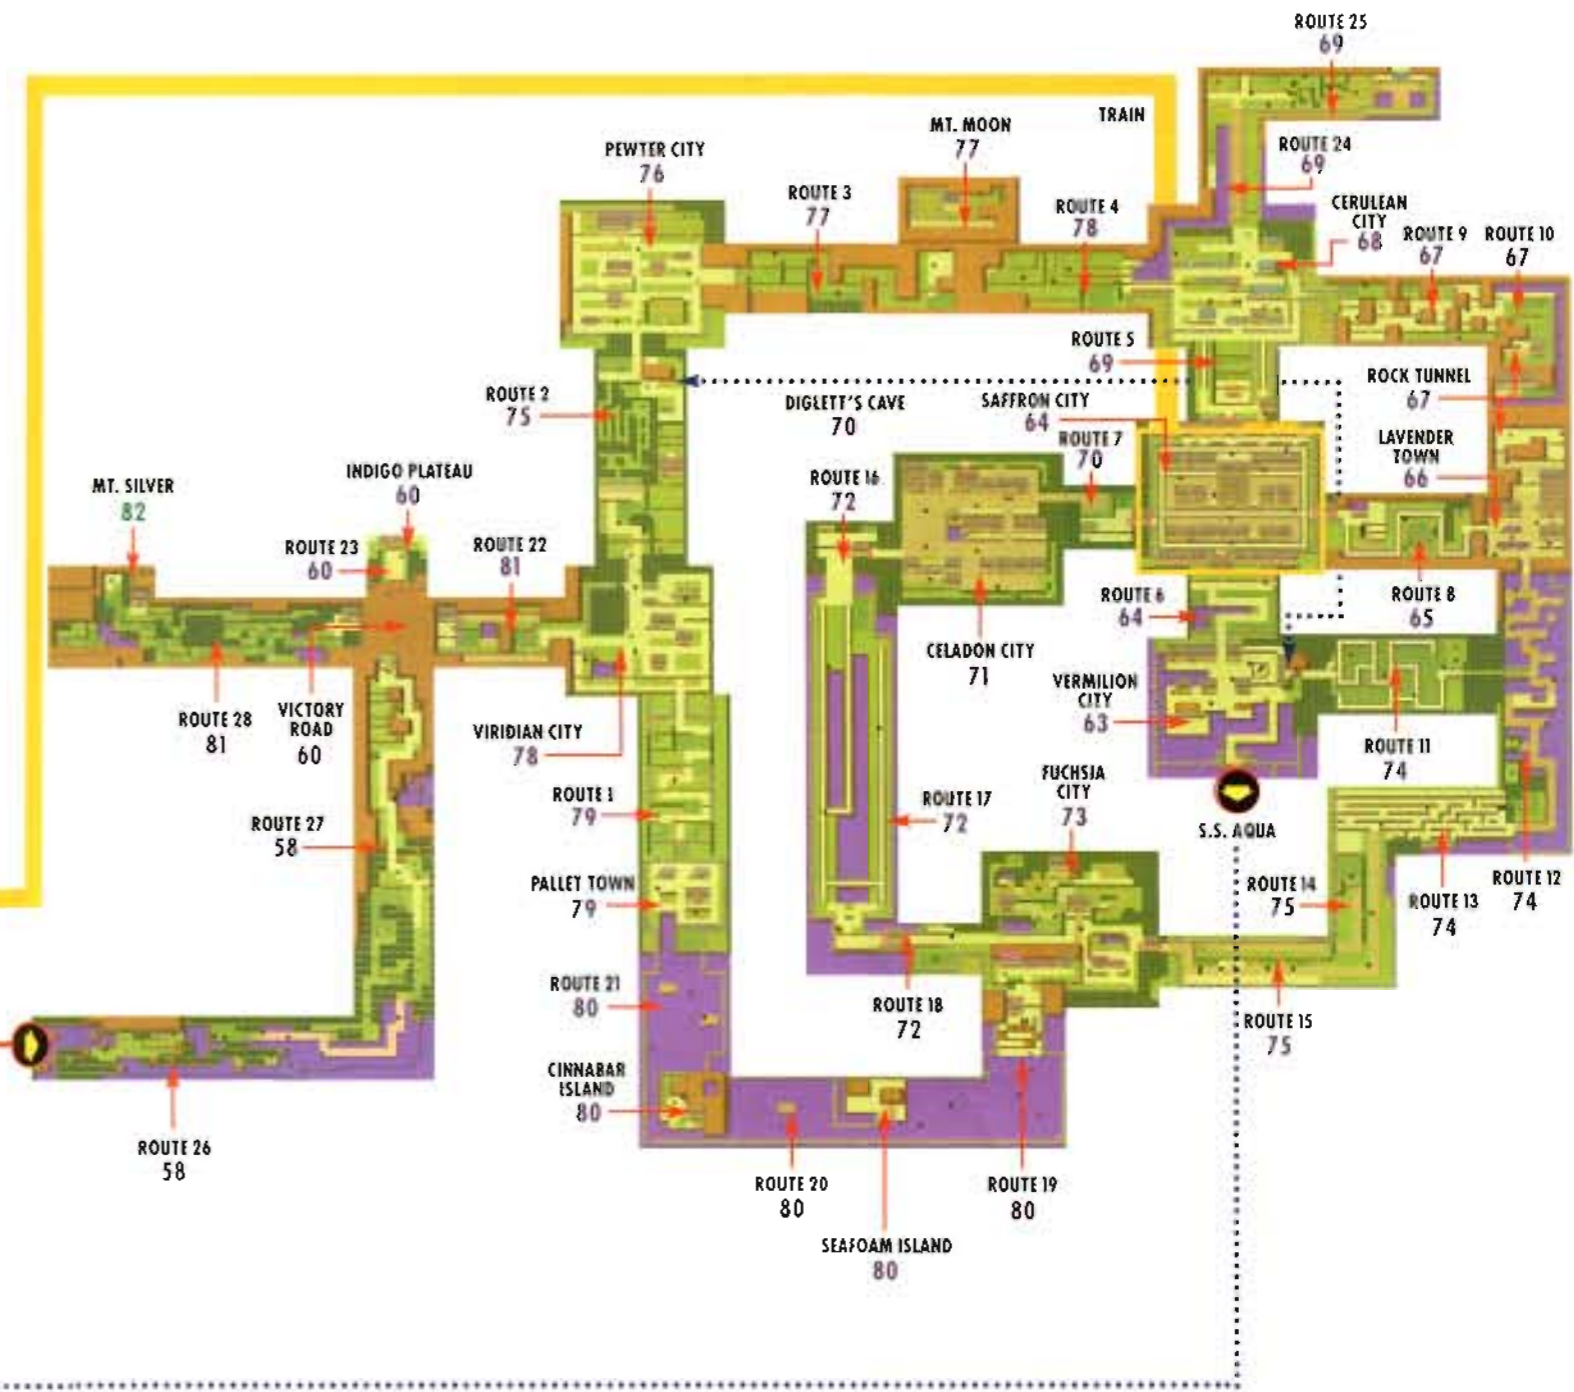 ROUTE 25
69
TRAIN
MT. MOON
77
ROUTE 24
69
PEWTER CITY
76
ROUTE 3
77
ROUTE 4
78
CERULEAN
CITY
68
ROUTE 9
67
ROUTE 10
67
ROUTE 5
69
ROCK TUNNEL
67
ROUTE 2
75
DIGLETT'S CAVE
70
SAFFRON CITY
64
ROUTE 7
70
LAVENDER
TOWN
66
INDIGO PLATEAU
60
MT. SILVER
82
ROUTE 16
72
ROUTE 23
60
ROUTE 22
81
ROUTE 6
64
ROUTE 8
65
CELADON CITY
71
VERMILION
CITY
63
ROUTE 28
81
VICTORY
ROAD
60
VIRIDIAN CITY
78
ROUTE 11
74
ROUTE 1
79
FUCHSIA
CITY
73
ROUTE 17
72
S.S. AQUA
ROUTE 27
58
PALLET TOWN
79
ROUTE 14
75
ROUTE 13
74
ROUTE 12
74
ROUTE 21
80
ROUTE 18
72
ROUTE 15
75
CINNABAR
ISLAND
80
ROUTE 26
58
ROUTE 20
80
ROUTE 19
80
SEAFOAM ISLAND
80